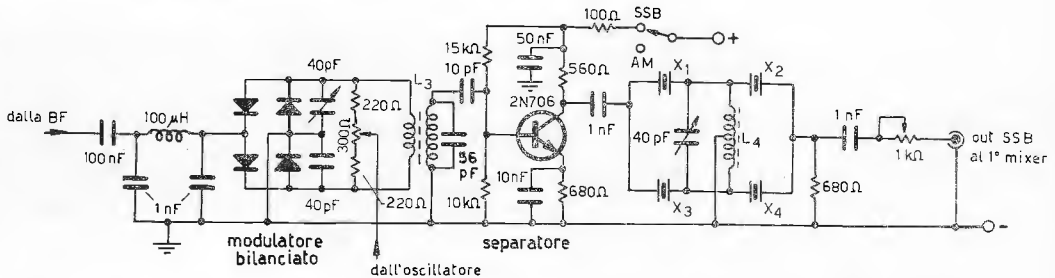 dalla BF
100nF
100 µH
1nF
40pF
40pF
220Ω
300Ω
220Ω
modulatore
bilanciato
dall'oscillatore
L3
56
pF
10pF
15kΩ
10kΩ
50nF
2N706
10nF
560Ω
680Ω
separatore
100Ω
SSB
AM
+
1nF
X1
X2
40pF
L4
X3
X4
680Ω
1nF
1kΩ
out SSB
al 1° mixer
-